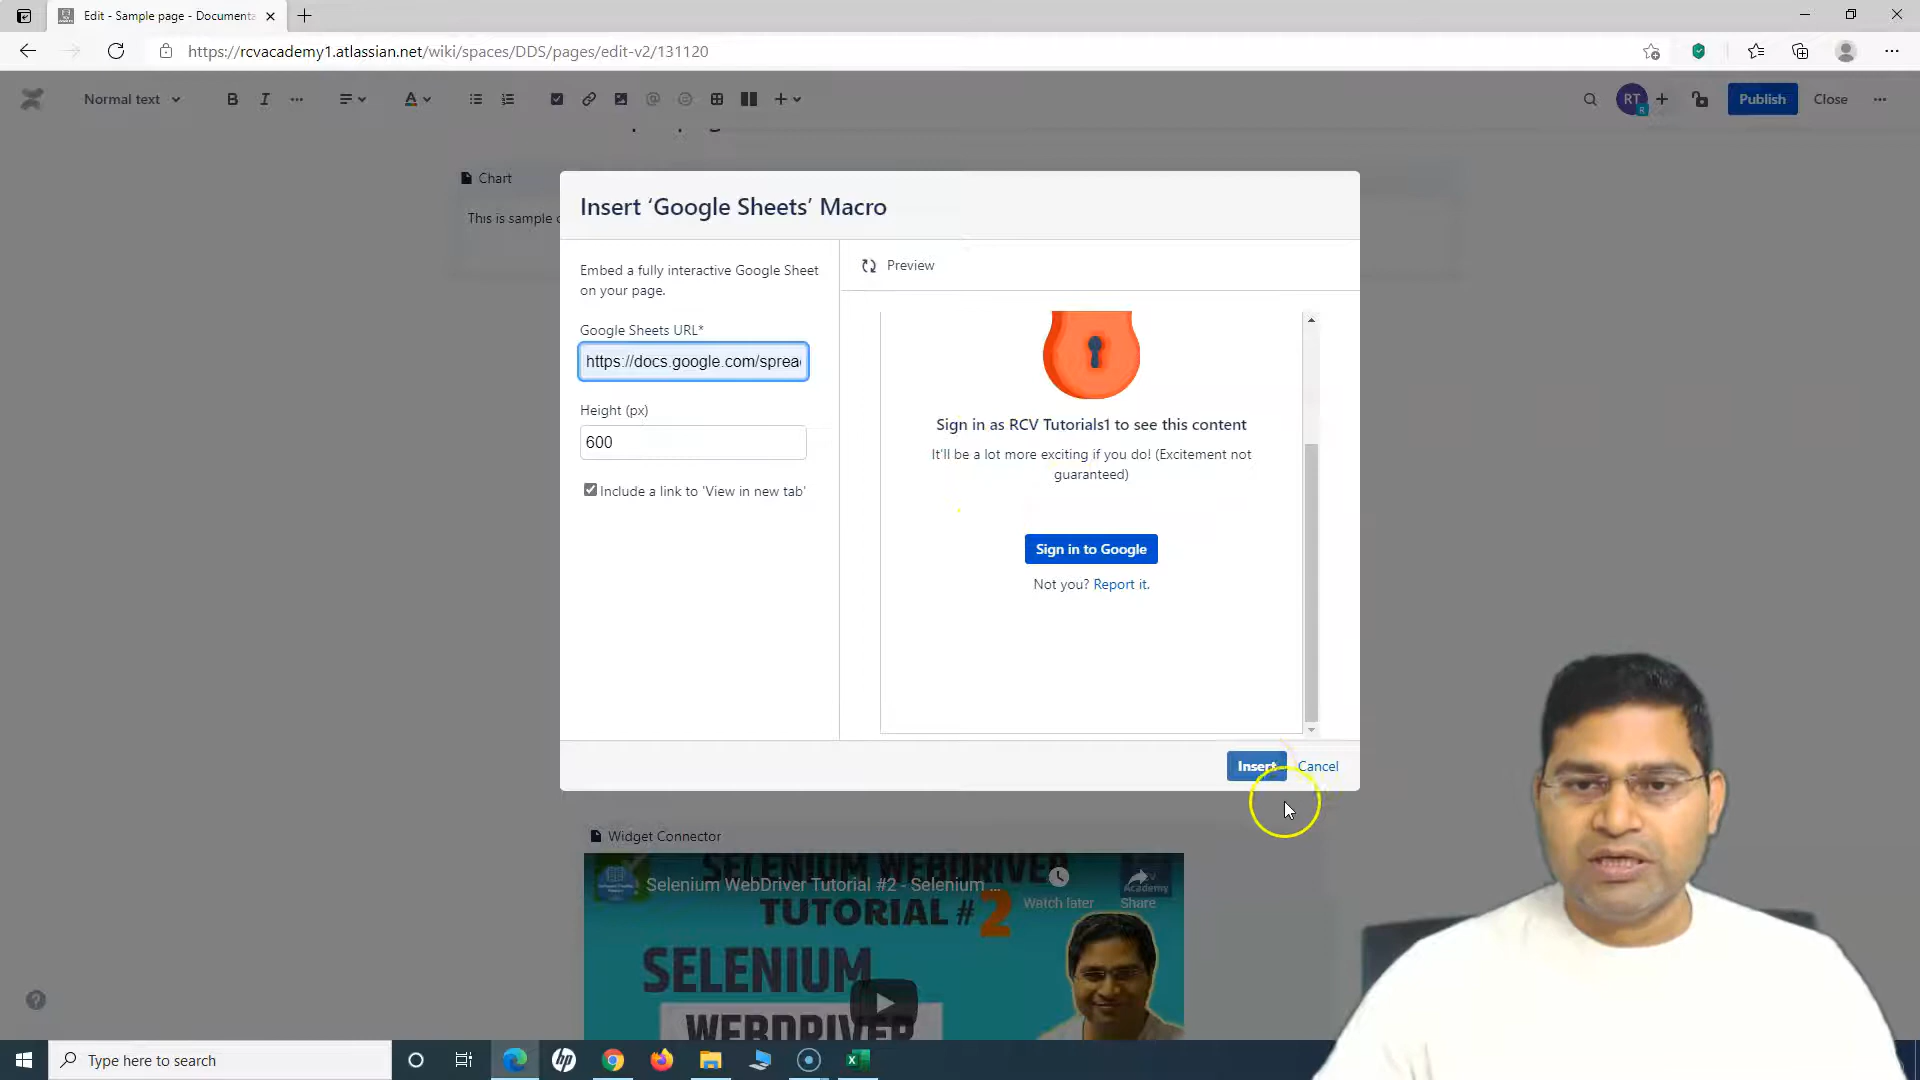 Edit - Sample page - Documenta
https://rcvacademy1.atlassian.net/wiki/spaces/DDS/pages/edit-v2/131120
Normal text
B I
A
RT
R
Publish
Close
Chart
This is sample
Insert ‘Google Sheets’ Macro
Embed a fully interactive Google Sheet
on your page.
Google Sheets URL*
https://docs.google.com/sprea
Height (px)
600
Include a link to 'View in new tab'
Preview
Sign in as RCV Tutorials1 to see this content
It'll be a lot more exciting if you do! (Excitement not
guaranteed)
Sign in to Google
Not you? Report it.
Insert
Cancel
Widget Connector
SELENIUM WEBDRIVER
Selenium WebDriver Tutorial #2 - Selenium ...
TUTORIAL #2
Watch later
Share
Academy
SELENIUM
WEBDRIVER
Type here to search